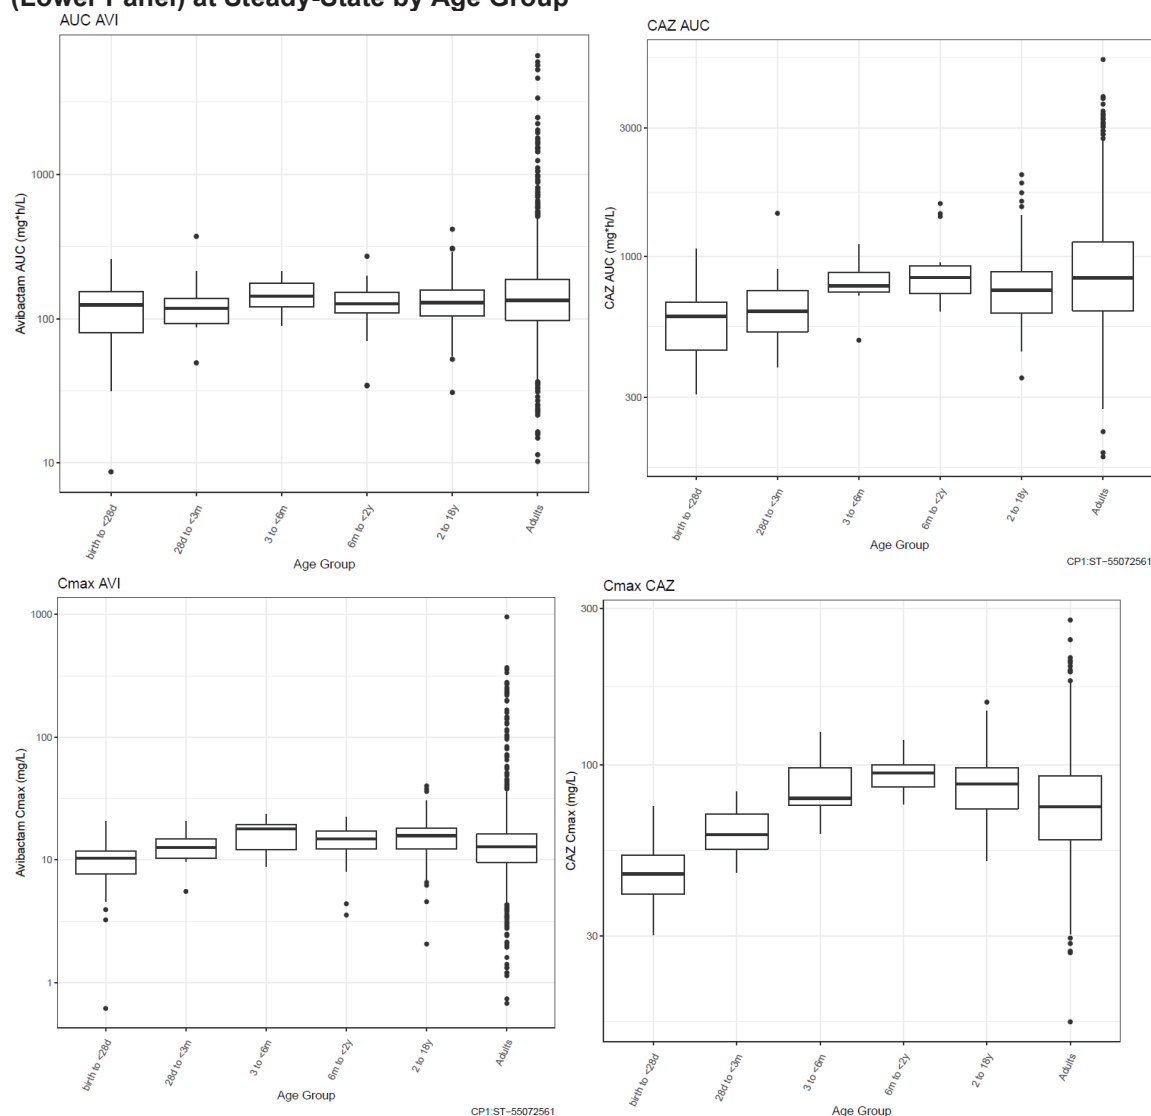 (Lower Panel) at Steady-State by Age Group
AUC AVI
Avibactam AUC (mg*h/L)
1000
100
10
birth to <28d
28d to <3m
3 to <6m
6m to <2y
2 to 18y
Adults
Age Group
CAZ AUC
CAZ AUC (mg*h/L)
3000
1000
300
birth to <28d
28d to <3m
3 to <6m
6m to <2y
2 to 18y
Adults
Age Group
CP1:ST−55072561
Cmax AVI
Avibactam Cmax (mg/L)
1000
100
10
1
birth to <28d
28d to <3m
3 to <6m
6m to <2y
2 to 18y
Adults
Age Group
CP1:ST−55072561
Cmax CAZ
CAZ Cmax (mg/L)
300
100
30
birth to <28d
28d to <3m
3 to <6m
6m to <2y
2 to 18y
Adults
Age Group